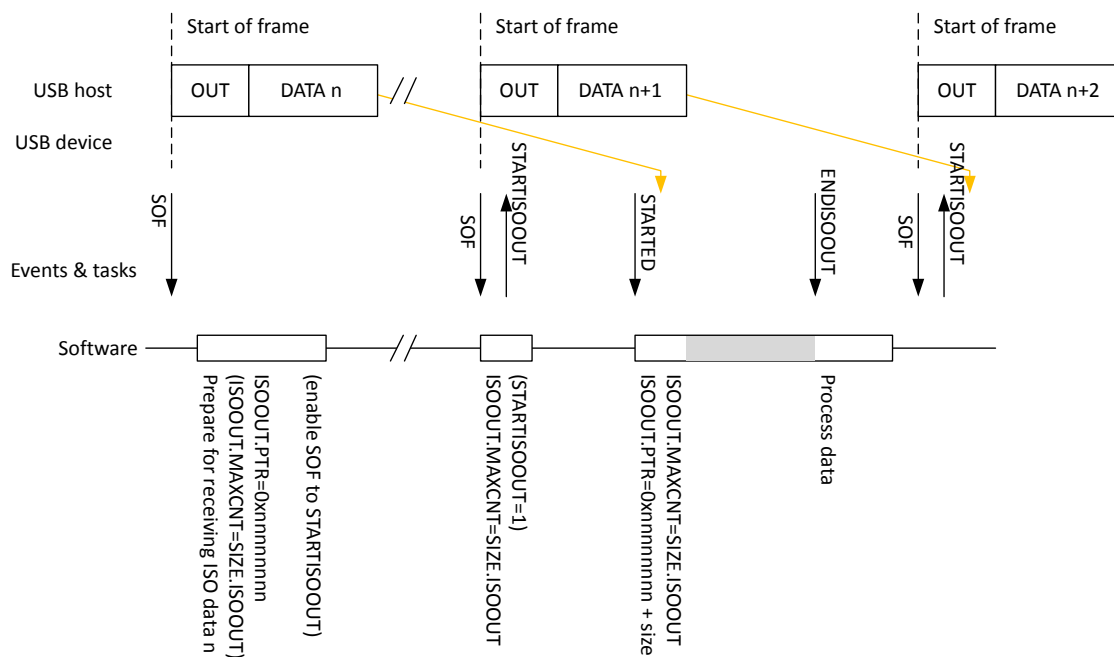 Start of frame
Start of frame
Start of frame
USB host
OUT
DATA n
OUT
DATA n+1
OUT
DATA n+2
USB device
SOF
SOF
STARTISOOUT
STARTED
ENDISOOUT
SOF
STARTISOOUT
Events & tasks
Software
(enable SOF to STARTISOOUT)
ISOOUT.PTR=0xnnnnnnnn
(ISOOUT.MAXCNT=SIZE.ISOOUT)
Prepare for receiving ISO data n
(STARTISOOUT=1)
ISOOUT.MAXCNT=SIZE.ISOOUT
ISOOUT.MAXCNT=SIZE.ISOOUT
ISOOUT.PTR=0xnnnnnnnn + size
Process data